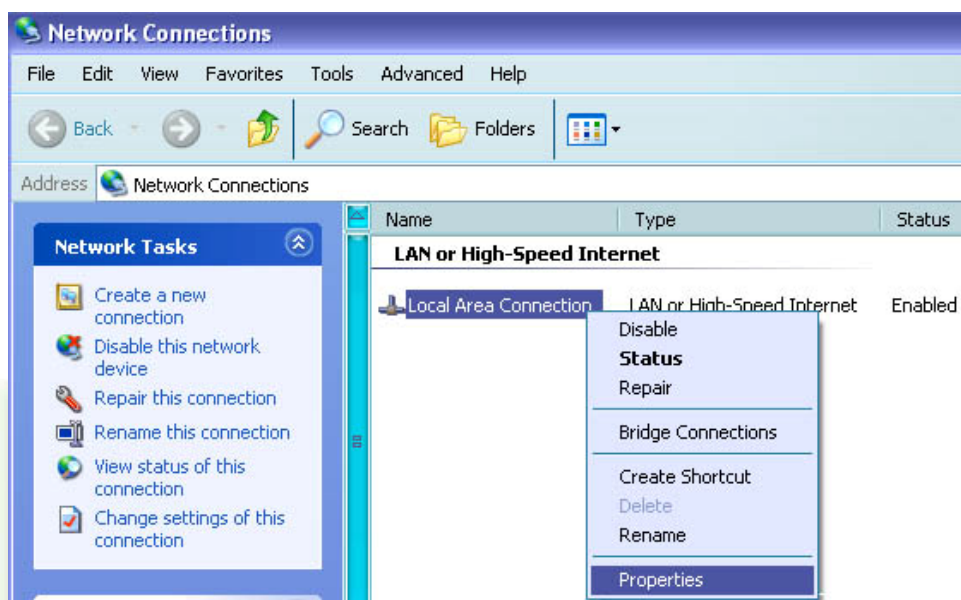 Network Connections
File Edit View Favorites Tools Advanced Help
Back Search Folders
Address Network Connections
Network Tasks
Create a new
connection
Disable this network
device
Repair this connection
Rename this connection
View status of this
connection
Change settings of this
connection
Name Type Status
LAN or High-Speed Internet
Local Area Connection LAN or High-Speed Internet Enabled
Disable
Status
Repair
Bridge Connections
Create Shortcut
Delete
Rename
Properties